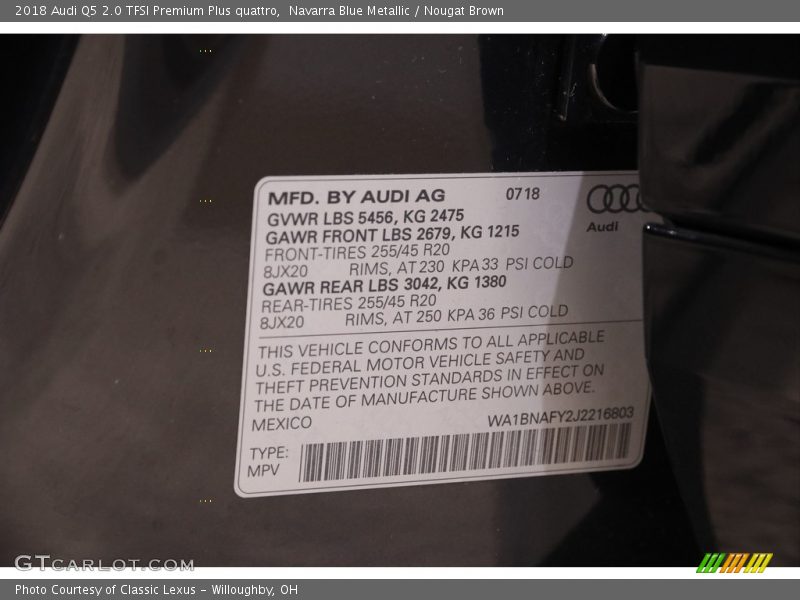 2018 Audi Q5 2.0 TFSI Premium Plus quattro,  Navarra Blue Metallic / Nougat Brown
MFD. BY AUDI AG 0718
GVWR LBS 5456, KG 2475
GAWR FRONT LBS 2679, KG 1215
Audi
FRONT-TIRES 255/45 R20
8JX20 RIMS, AT 230 KPA 33 PSI COLD
GAWR REAR LBS 3042, KG 1380
REAR-TIRES 255/45 R20
8JX20 RIMS, AT 250 KPA 36 PSI COLD
THIS VEHICLE CONFORMS TO ALL APPLICABLE
U.S. FEDERAL MOTOR VEHICLE SAFETY AND
THEFT PREVENTION STANDARDS IN EFFECT ON
THE DATE OF MANUFACTURE SHOWN ABOVE.
MEXICO WA1BNAFY2J2216803
TYPE:
MPV
GTCARLOT.COM
Photo Courtesy of Classic Lexus - Willoughby, OH